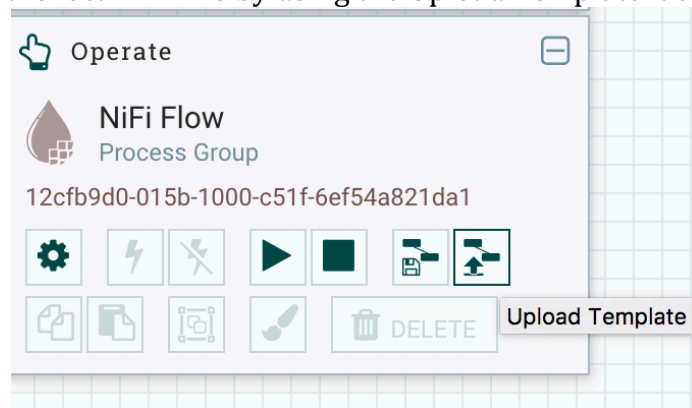 Operate
NiFi Flow
Process Group
12cfb9d0-015b-1000-c51f-6ef54a821da1
DELETE
Upload Template